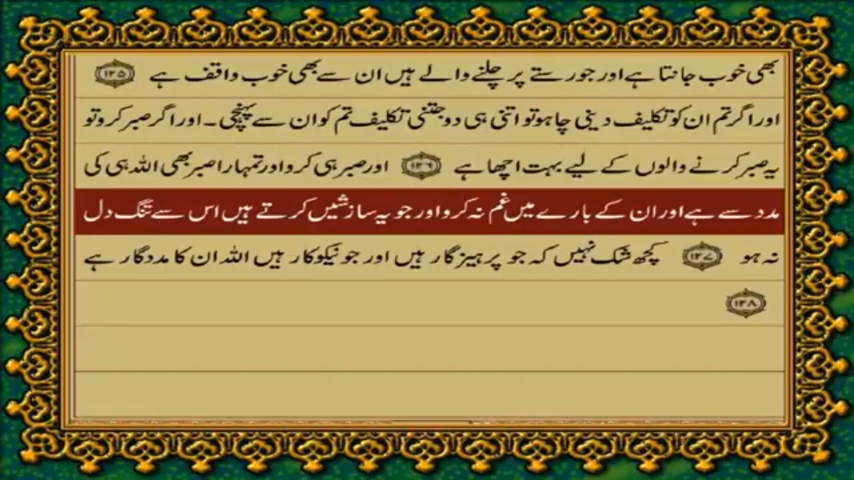 بھی خوب جانتا ہے اور جو رستے پر چلنے والے ہیں ان سے بھی خوب واقف ہے ۱۲۵
اور اگر تم ان کو تکلیف دینی چاہو تو اتنی ہی دو جتنی تکلیف تم کو ان سے پہنچی۔ اور اگر صبر کرو تو
یہ صبر کرنے والوں کے لیے بہت اچھا ہے ۱۲۶ اور صبر ہی کرو اور تمہارا صبر بھی اللہ ہی کی
مدد سے ہے اور ان کے بارے میں غم نہ کرو اور جو یہ سازشیں کرتے ہیں اس سے تنگ دل
نہ ہو ۱۲۷ کچھ شک نہیں کہ جو پرہیزگار ہیں اور جو نیکوکار ہیں اللہ ان کا مددگار ہے
۱۲۸